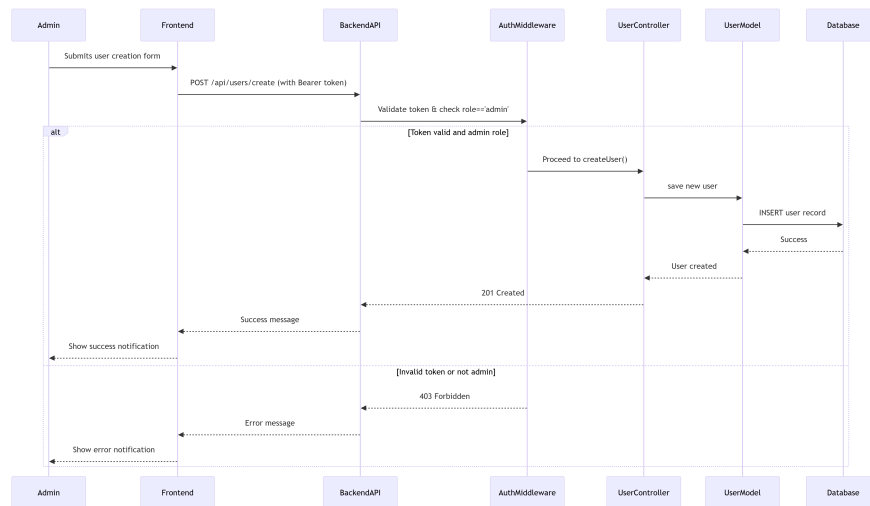 Admin
Frontend
BackendAPI
AuthMiddleware
UserController
UserModel
Database
Submits user creation form
POST /api/users/create (with Bearer token)
Validate token & check role=='admin'
alt
[Token valid and admin role]
Proceed to createUser()
save new user
INSERT user record
Success
User created
201 Created
Success message
Show success notification
[Invalid token or not admin]
403 Forbidden
Error message
Show error notification
Admin
Frontend
BackendAPI
AuthMiddleware
UserController
UserModel
Database